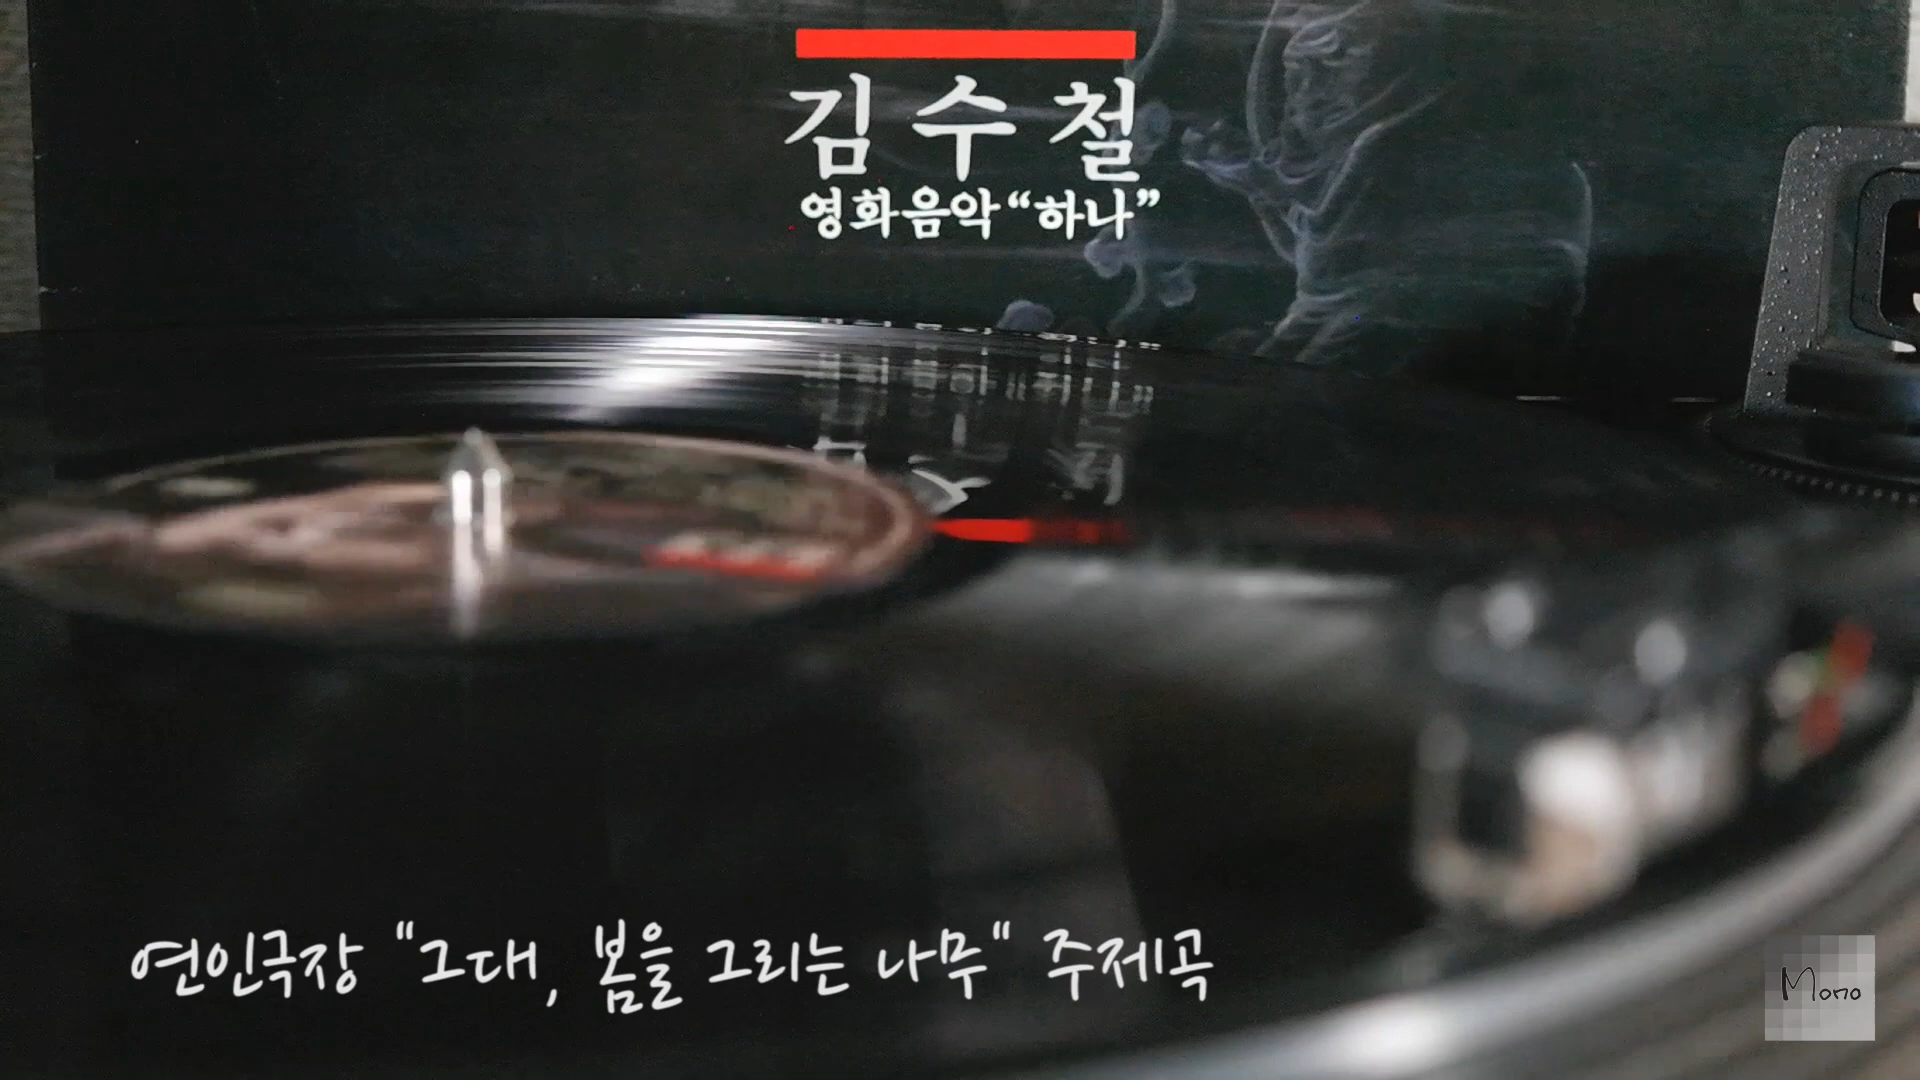 김수철
영화음악 “하나”
연인극장 "그대, 봄을 그리는 나무" 주제곡
Mono